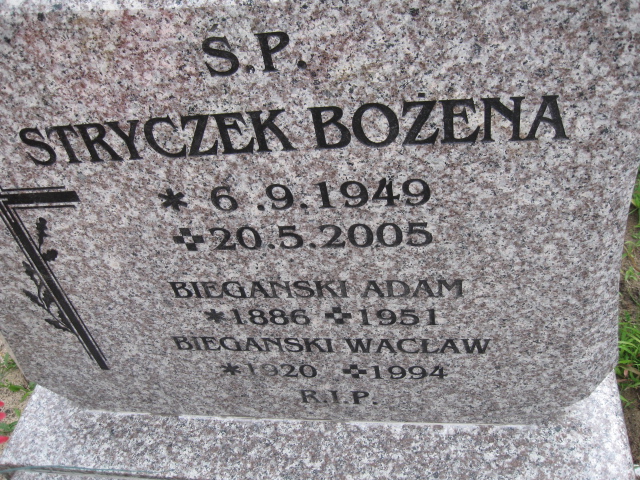 S.P.
STRYCZEK BOŻENA
* 6.9.1949
✚ 20.5.2005
BIEGAŃSKI ADAM
*1886 ✚1951
BIEGAŃSKI WACŁAW
*1920 ✚1994
R.I.P.